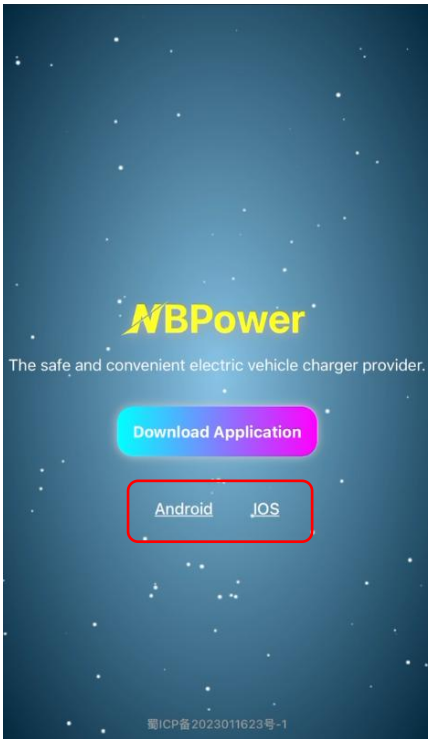 NBPower
The safe and convenient electric vehicle charger provider.
Download Application
Android IOS
蜀ICP备2023011623号-1